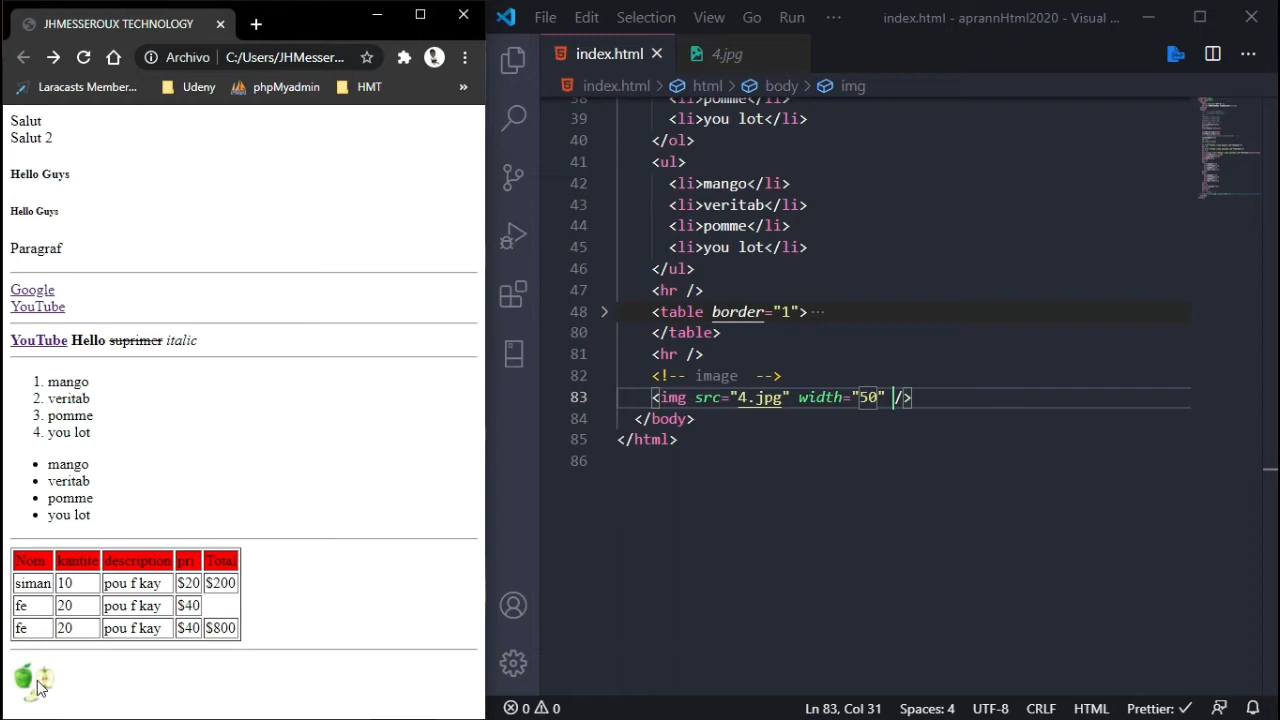 JHMESSEROUX TECHNOLOGY
Archivo C:/Users/JHMesser...
Laracasts Member... Udeny phpMyadmin HMT »
Salut
Salut 2
Hello Guys
Hello Guys
Paragraf
Google
YouTube
YouTube Hello suprimer italic
1. mango
2. veritab
3. pomme
4. you lot
• mango
• veritab
• pomme
• you lot
Nom kantite description pri Total
siman 10 pou f kay $20 $200
fe 20 pou f kay $40
fe 20 pou f kay $40 $800
File Edit Selection View Go Run ··· index.html - aprannHtml2020 - Visual ...
index.html 4.jpg
index.html > html > body > img
38 <li>pomme</li>
39 <li>you lot</li>
40 </ol>
41 <ul>
42 <li>mango</li>
43 <li>veritab</li>
44 <li>pomme</li>
45 <li>you lot</li>
46 </ul>
47 <hr />
48 <table border="1"> ···
80 </table>
81 <hr />
82 <!-- image -->
83 <img src="4.jpg" width="50" />
84 </body>
85 </html>
86
0 0 Ln 83, Col 31 Spaces: 4 UTF-8 CRLF HTML Prettier: ✓